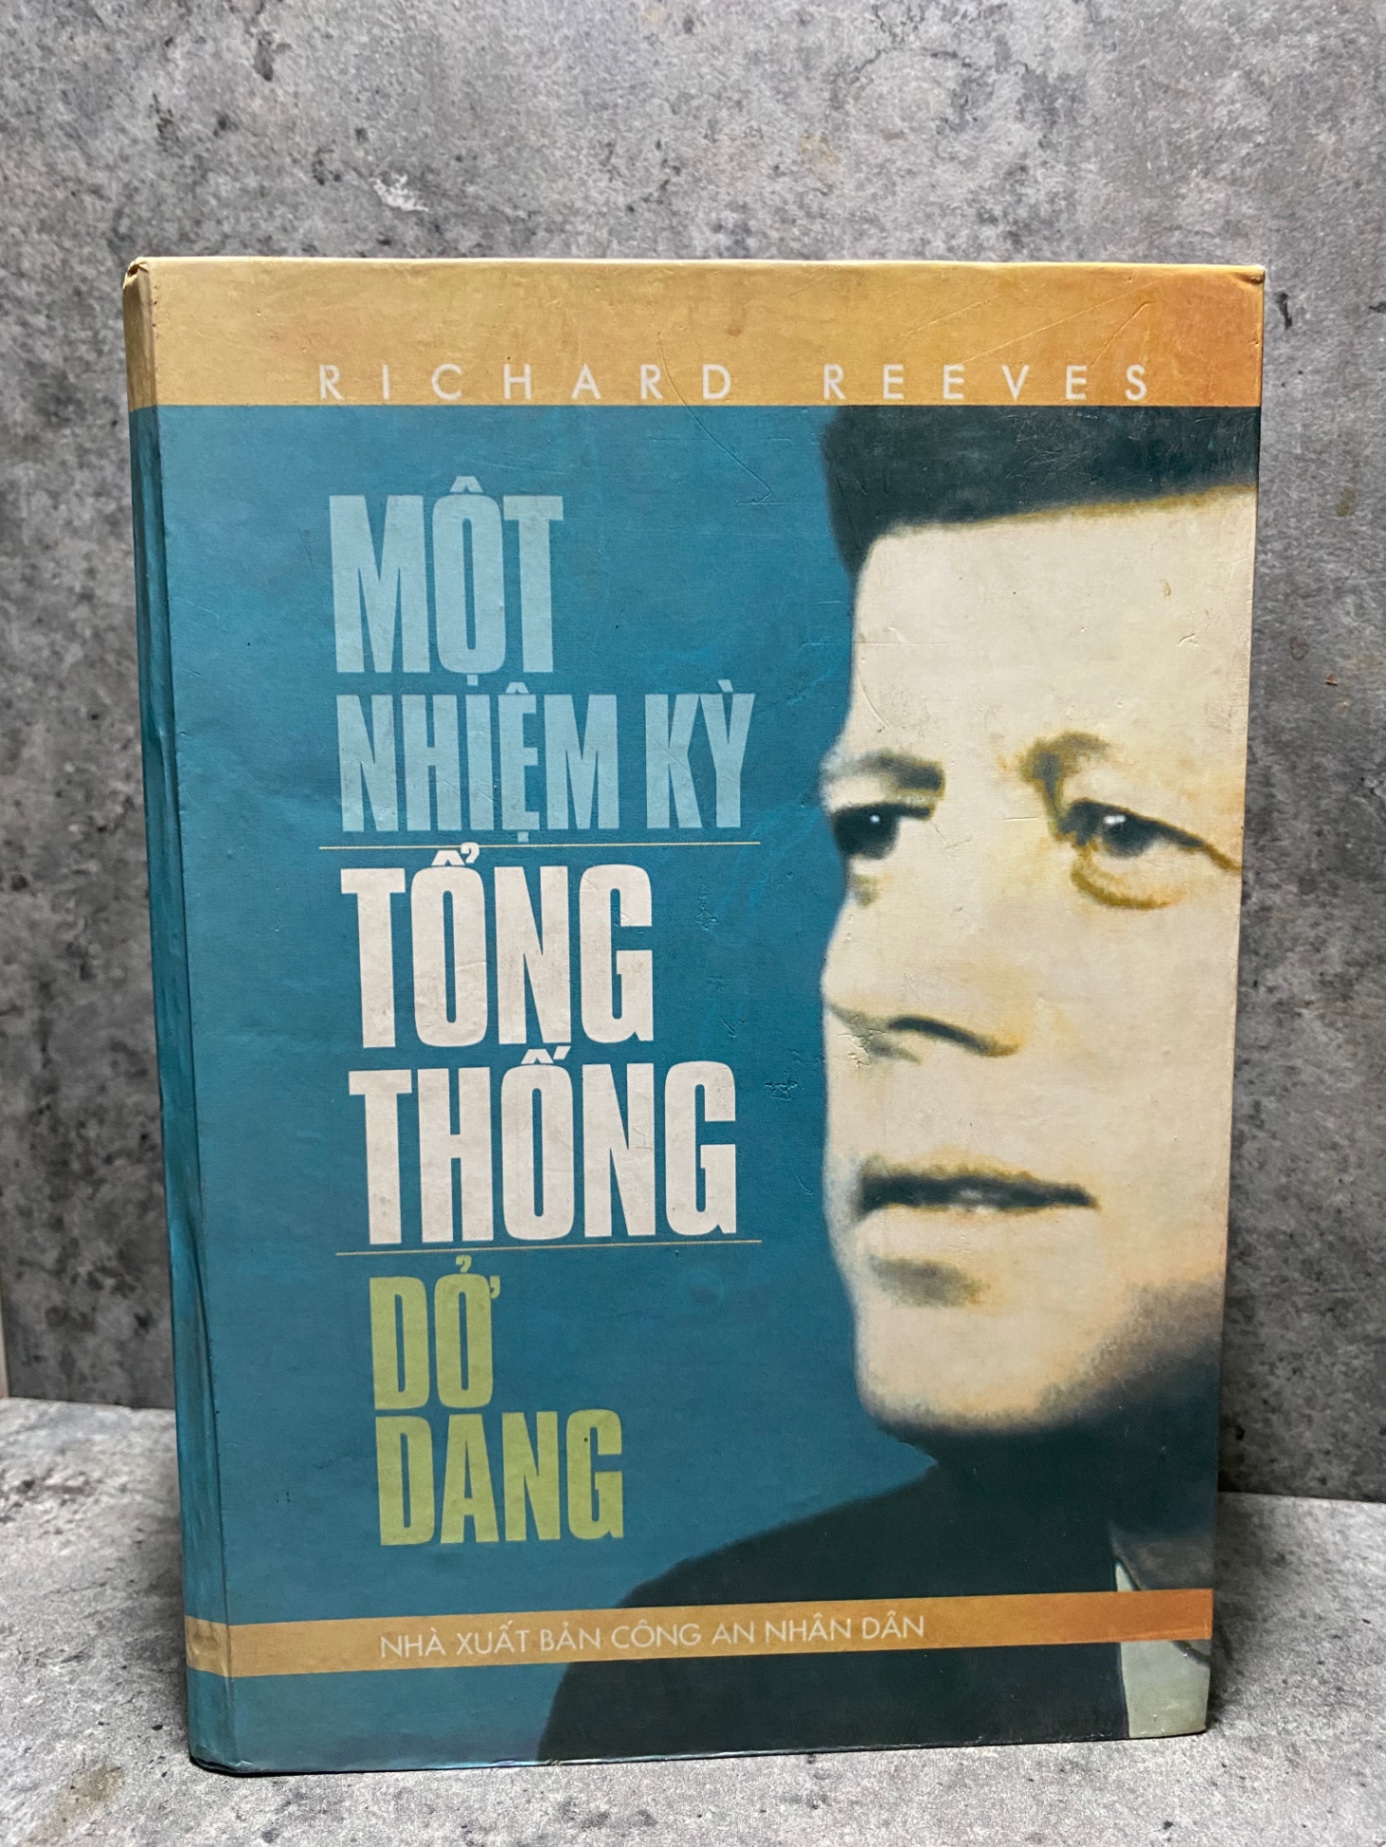 RICHARD REEVES
MỘT
NHIỆM KỲ
TỔNG
THỐNG
DỞ
DANG
NHÀ XUẤT BẢN CÔNG AN NHÂN DÂN